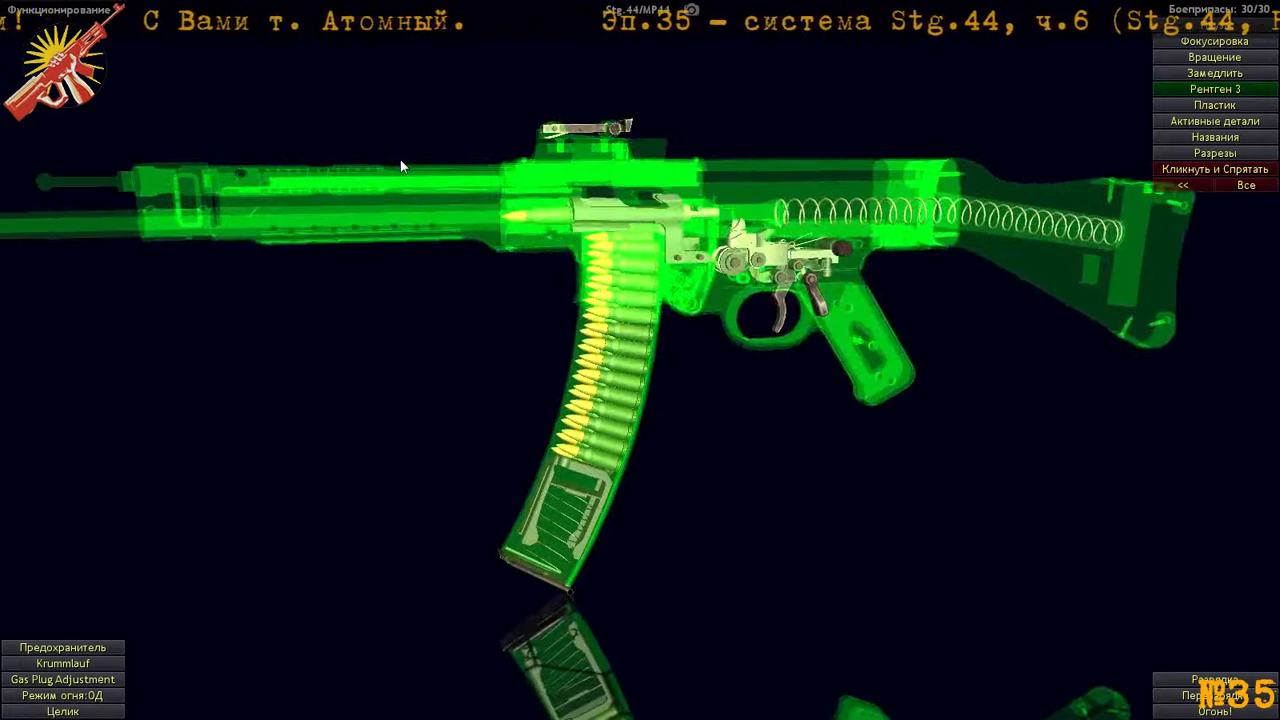 Функционирование
Stg.44/MP44
Боеприпасы: 30/30
! С Вами т. Атомный. Эп.35 - система Stg.44, ч.6 (Stg.44,
Фокусировка
Вращение
Замедлить
Рентген 3
Пластик
Активные детали
Названия
Разрезы
Кликнуть и Спрятать
<< Все
Предохранитель
Krummlauf
Gas Plug Adjustment
Режим огня:ОД
Целик
№35
Огонь!